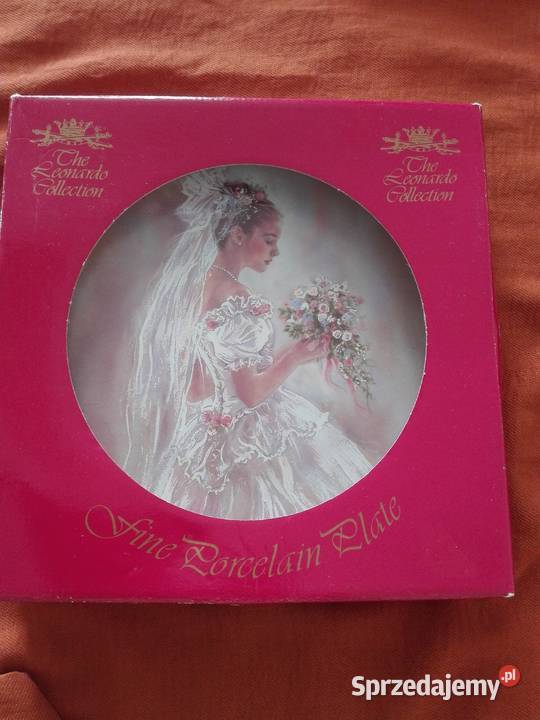 The
Leonardo
Collection
The
Leonardo
Collection
Fine Porcelain Plate
Sprzedajemy.pl